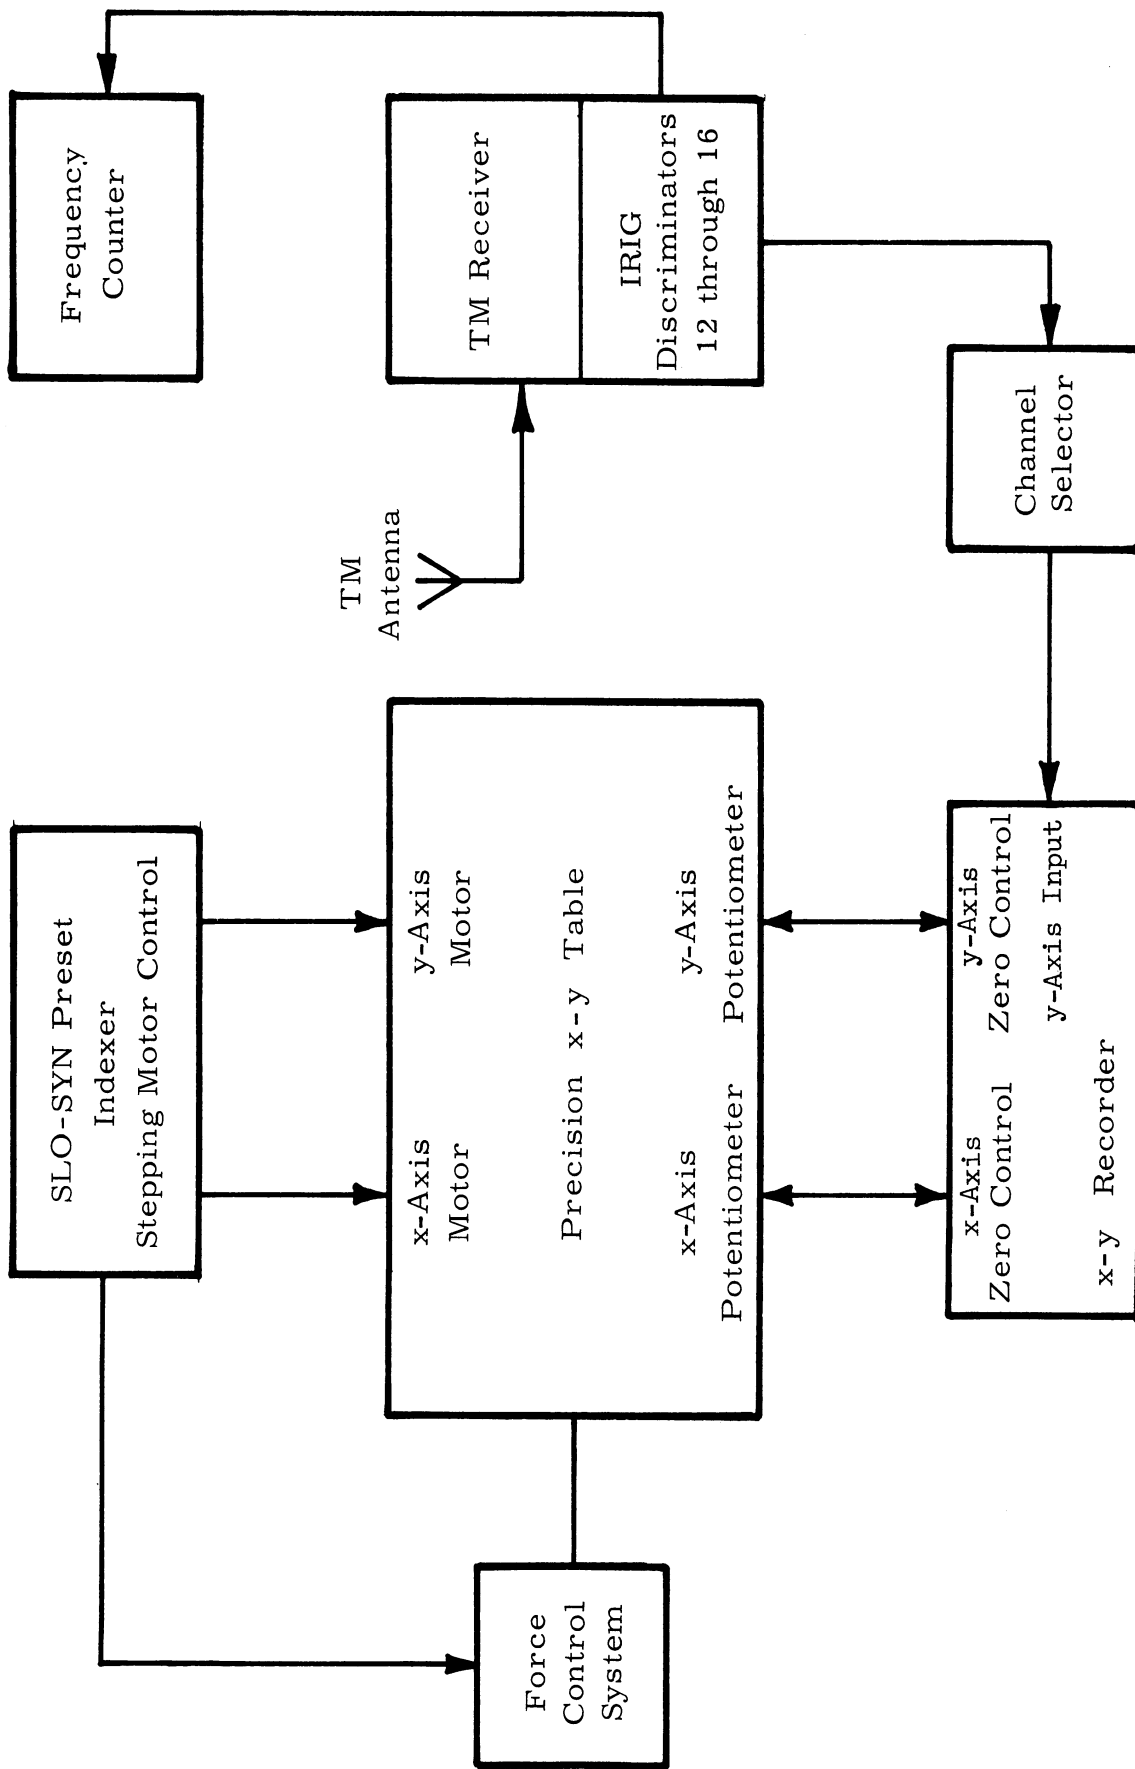 SLO-SYN Preset
Indexer
Stepping Motor Control
Frequency
Counter
TM
Antenna
TM Receiver
IRIG
Discriminators
12 through 16
x-Axis
Motor
y-Axis
Motor
Precision x-y Table
x-Axis
Potentiometer
y-Axis
Potentiometer
Force
Control
System
x-Axis
Zero Control
y-Axis
Zero Control
y-Axis Input
x-y Recorder
Channel
Selector